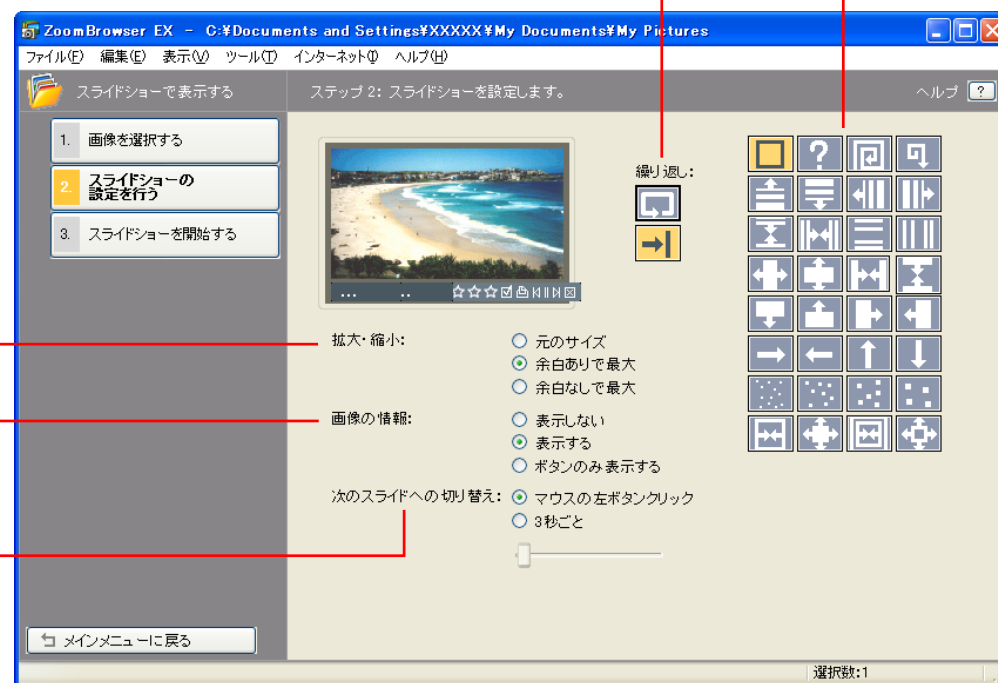 ZoomBrowser EX - C:¥Documents and Settings¥XXXXX¥My Documents¥My Pictures
ファイル(F) 編集(E) 表示(V) ツール(T) インターネット(I) ヘルプ(H)
スライドショーで表示する
ステップ 2: スライドショーを設定します。
ヘルプ ?
1. 画像を選択する
2. スライドショーの
設定を行う
3. スライドショーを開始する
繰り返し:
?
... ..
拡大・縮小:
元のサイズ
余白ありで最大
余白なしで最大
画像の情報:
表示しない
表示する
ボタンのみ表示する
次のスライドへの切り替え:
マウスの左ボタンクリック
3秒ごと
メインメニューに戻る
選択数:1